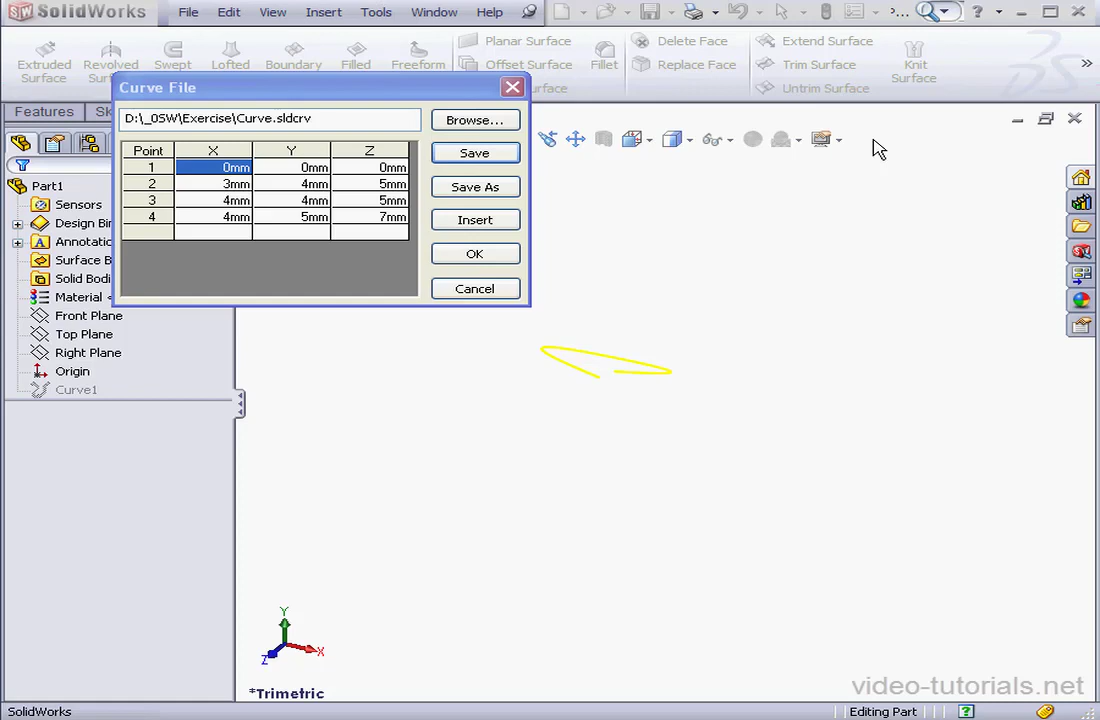 SolidWorks File Edit View Insert Tools Window Help ... ?
Extruded Surface
Swept
Lofted
Boundary
Filled
Freeform
Planar Surface
Offset Surface
Fillet
Delete Face
Replace Face
Extend Surface
Trim Surface
Untrim Surface
Knit Surface
»
Features
Curve File
D:\_0SW\Exercise\Curve.sldcrv
Browse...
Point X Y Z
1 0mm 0mm 0mm
2 3mm 4mm 5mm
3 4mm 4mm 5mm
4 4mm 5mm 7mm
Save
Save As
Insert
OK
Cancel
Part1
Sensors
Design Bin
Annotatio
Surface B
Solid Bodi
Material <
Front Plane
Top Plane
Right Plane
Origin
Curve1
Y
X
Z
*Trimetric
video-tutorials.net
SolidWorks Editing Part ?